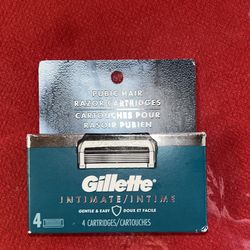 PUBIC HAIR
RAZOR CARTRIDGES
CARTOUCHES POUR
RASOIR PUBIEN
Gillette
INTIMATE/INTIME
GENTLE & EASY DOUX ET FACILE
4 4 CARTRIDGES/CARTOUCHES